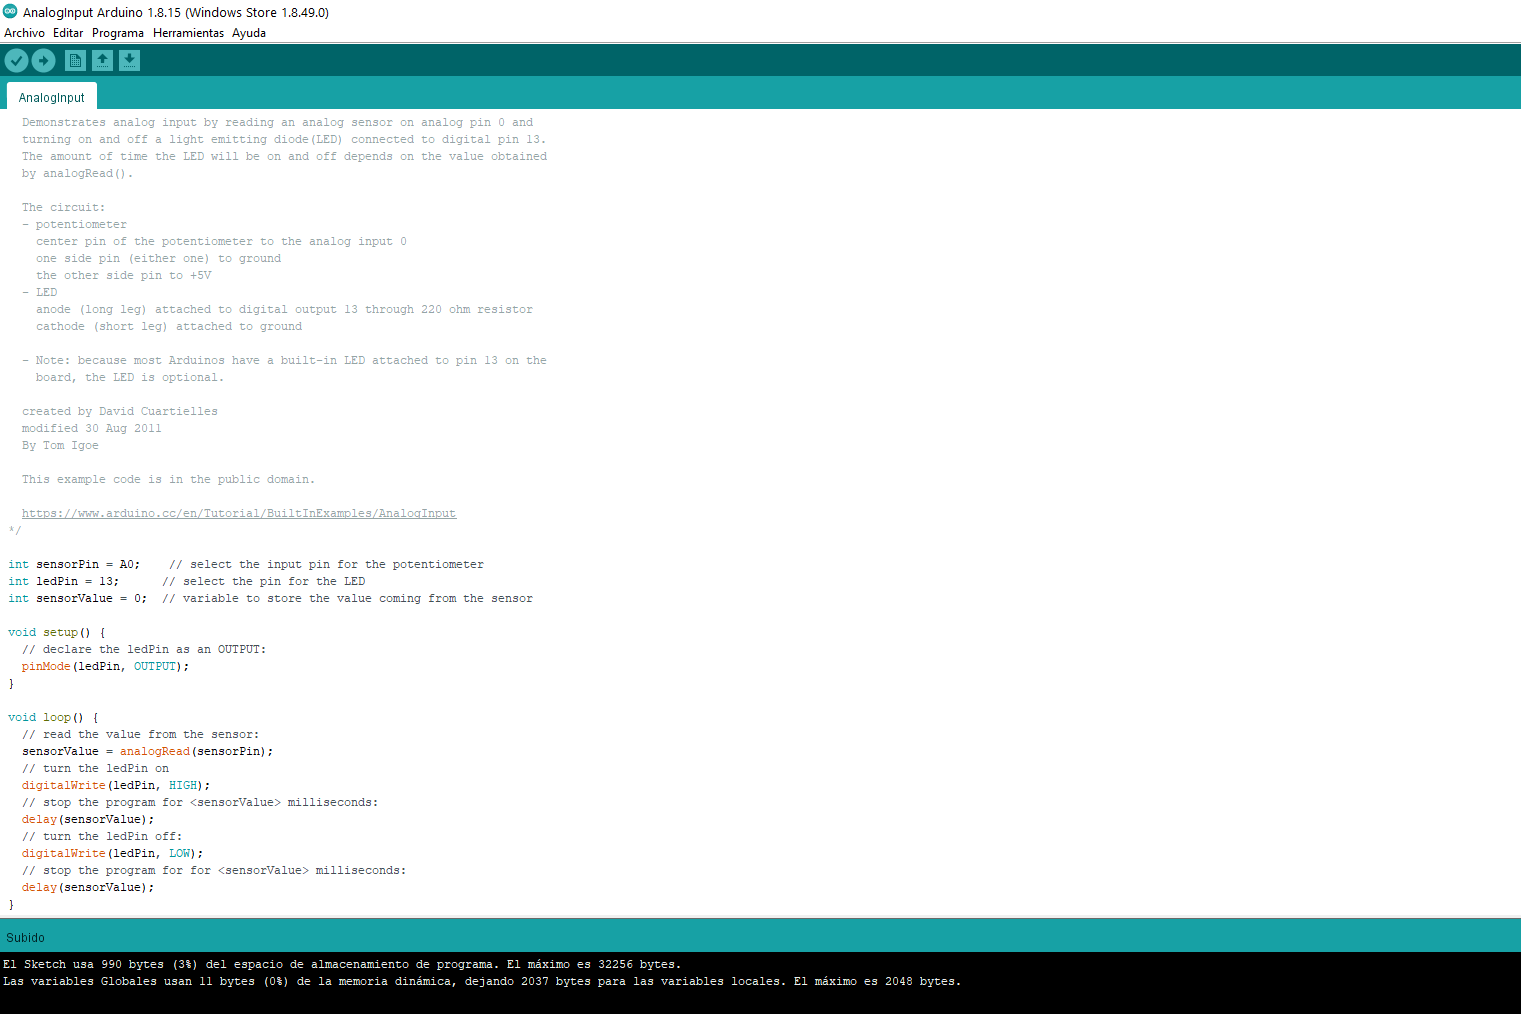 AnalogInput Arduino 1.8.15 (Windows Store 1.8.49.0)
Archivo Editar Programa Herramientas Ayuda
AnalogInput
Demonstrates analog input by reading an analog sensor on analog pin 0 and
turning on and off a light emitting diode(LED) connected to digital pin 13.
The amount of time the LED will be on and off depends on the value obtained
by analogRead().
The circuit:
- potentiometer
center pin of the potentiometer to the analog input 0
one side pin (either one) to ground
the other side pin to +5V
- LED
anode (long leg) attached to digital output 13 through 220 ohm resistor
cathode (short leg) attached to ground
- Note: because most Arduinos have a built-in LED attached to pin 13 on the
board, the LED is optional.
created by David Cuartielles
modified 30 Aug 2011
By Tom Igoe
This example code is in the public domain.
https://www.arduino.cc/en/Tutorial/BuiltInExamples/AnalogInput
*/
int sensorPin = A0;    // select the input pin for the potentiometer
int ledPin = 13;      // select the pin for the LED
int sensorValue = 0;  // variable to store the value coming from the sensor
void setup() {
// declare the ledPin as an OUTPUT:
pinMode(ledPin, OUTPUT);
}
void loop() {
// read the value from the sensor:
sensorValue = analogRead(sensorPin);
// turn the ledPin on
digitalWrite(ledPin, HIGH);
// stop the program for <sensorValue> milliseconds:
delay(sensorValue);
// turn the ledPin off:
digitalWrite(ledPin, LOW);
// stop the program for for <sensorValue> milliseconds:
delay(sensorValue);
}
Subido
El Sketch usa 990 bytes (3%) del espacio de almacenamiento de programa. El máximo es 32256 bytes.
Las variables Globales usan 11 bytes (0%) de la memoria dinámica, dejando 2037 bytes para las variables locales. El máximo es 2048 bytes.